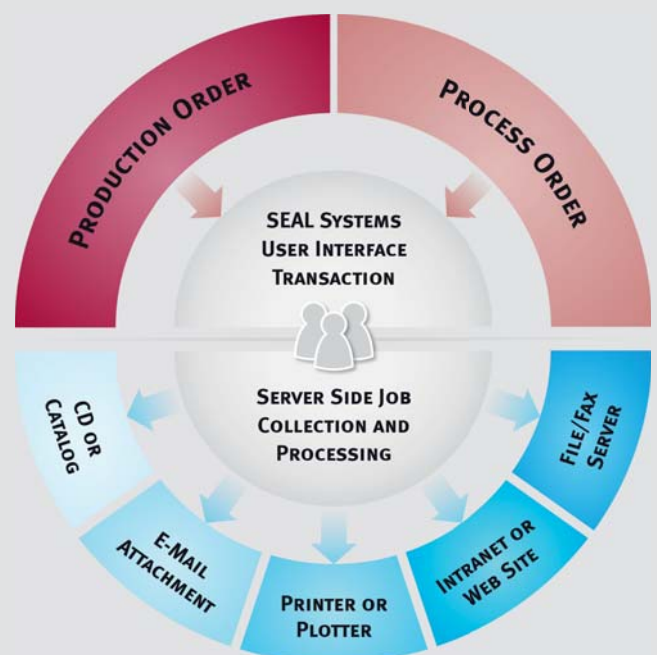 PRODUCTION ORDER
PROCESS ORDER
SEAL SYSTEMS
USER INTERFACE
TRANSACTION
SERVER SIDE JOB
COLLECTION AND
PROCESSING
CD OR
CATALOG
E-MAIL
ATTACHMENT
PRINTER OR
PLOTTER
INTRANET OR
WEB SITE
FILE/FAX
SERVER